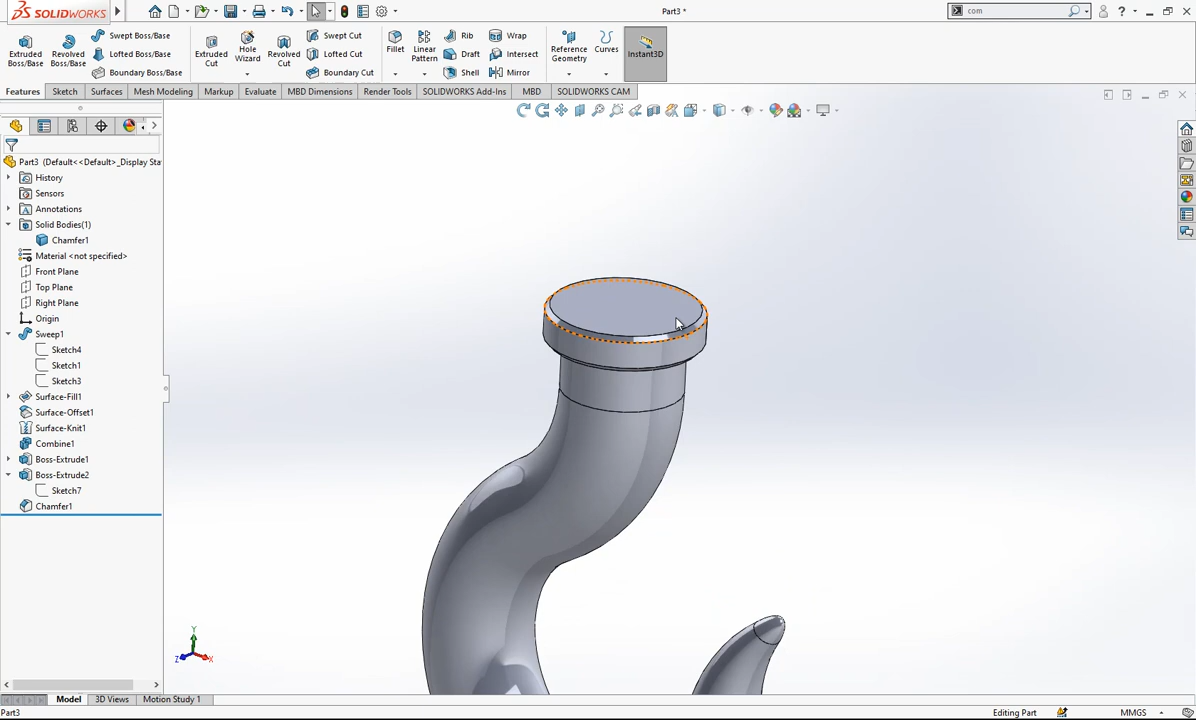 SOLIDWORKS
Part3 *
com
Extruded Boss/Base
Revolved Boss/Base
Swept Boss/Base
Lofted Boss/Base
Boundary Boss/Base
Extruded Cut
Hole Wizard
Revolved Cut
Swept Cut
Lofted Cut
Boundary Cut
Fillet
Linear Pattern
Rib
Draft
Shell
Wrap
Intersect
Mirror
Reference Geometry
Curves
Instant3D
Features Sketch Surfaces Mesh Modeling Markup Evaluate MBD Dimensions Render Tools SOLIDWORKS Add-Ins MBD SOLIDWORKS CAM
Part3 (Default<<Default>_Display Sta
History
Sensors
Annotations
Solid Bodies(1)
Chamfer1
Material <not specified>
Front Plane
Top Plane
Right Plane
Origin
Sweep1
Sketch4
Sketch1
Sketch3
Surface-Fill1
Surface-Offset1
Surface-Knit1
Combine1
Boss-Extrude1
Boss-Extrude2
Sketch7
Chamfer1
Y
Z
X
Model 3D Views Motion Study 1
Part3 Editing Part MMGS